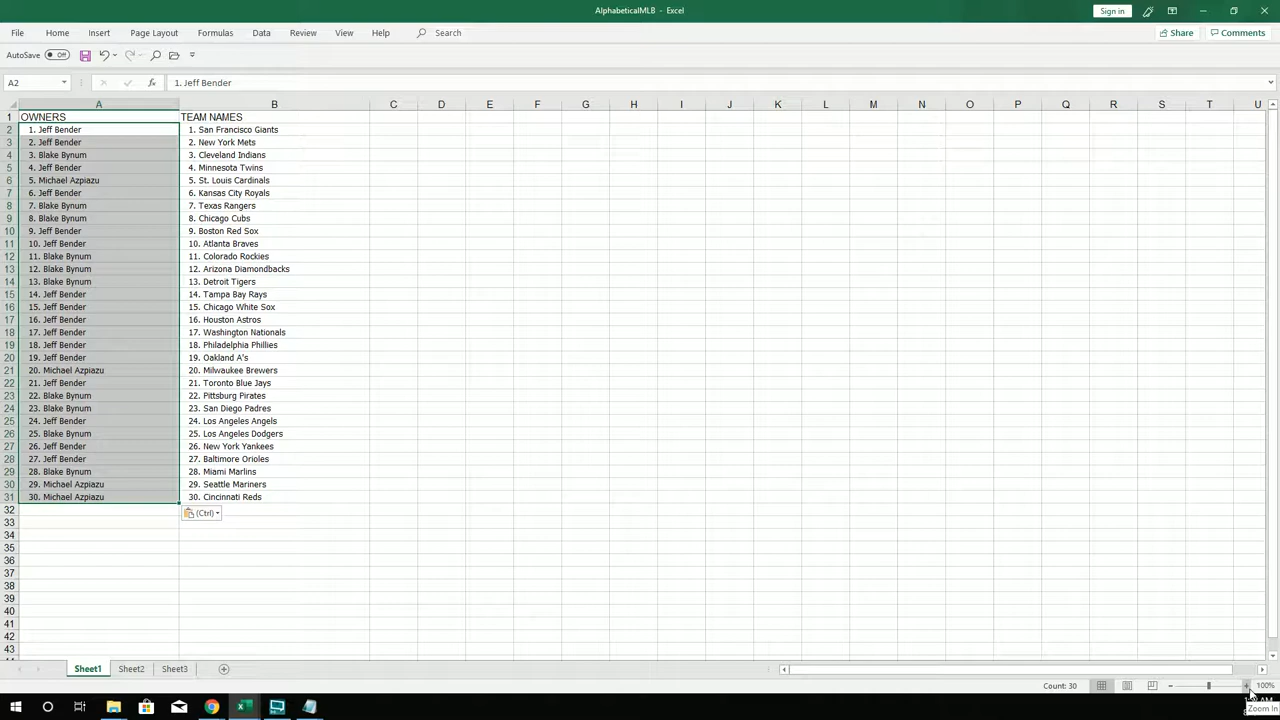 AlphabeticalMLB - Excel
Sign in
File Home Insert Page Layout Formulas Data Review View Help Search Share Comments
AutoSave Off
A2 fx 1. Jeff Bender
A B C D E F G H I J K L M N O P Q R S T U
1 OWNERS TEAM NAMES
2 1. Jeff Bender 1. San Francisco Giants
3 2. Jeff Bender 2. New York Mets
4 3. Blake Bynum 3. Cleveland Indians
5 4. Jeff Bender 4. Minnesota Twins
6 5. Michael Azpiazu 5. St. Louis Cardinals
7 6. Jeff Bender 6. Kansas City Royals
8 7. Blake Bynum 7. Texas Rangers
9 8. Blake Bynum 8. Chicago Cubs
10 9. Jeff Bender 9. Boston Red Sox
11 10. Jeff Bender 10. Atlanta Braves
12 11. Blake Bynum 11. Colorado Rockies
13 12. Blake Bynum 12. Arizona Diamondbacks
14 13. Blake Bynum 13. Detroit Tigers
15 14. Jeff Bender 14. Tampa Bay Rays
16 15. Jeff Bender 15. Chicago White Sox
17 16. Jeff Bender 16. Houston Astros
18 17. Jeff Bender 17. Washington Nationals
19 18. Jeff Bender 18. Philadelphia Phillies
20 19. Jeff Bender 19. Oakland A's
21 20. Michael Azpiazu 20. Milwaukee Brewers
22 21. Jeff Bender 21. Toronto Blue Jays
23 22. Blake Bynum 22. Pittsburg Pirates
24 23. Blake Bynum 23. San Diego Padres
25 24. Jeff Bender 24. Los Angeles Angels
26 25. Blake Bynum 25. Los Angeles Dodgers
27 26. Jeff Bender 26. New York Yankees
28 27. Jeff Bender 27. Baltimore Orioles
29 28. Blake Bynum 28. Miami Marlins
30 29. Michael Azpiazu 29. Seattle Mariners
31 30. Michael Azpiazu 30. Cincinnati Reds
32 (Ctrl)
33
34
35
36
37
38
39
40
41
42
43
Sheet1 Sheet2 Sheet3
Count: 30 100%
Zoom In